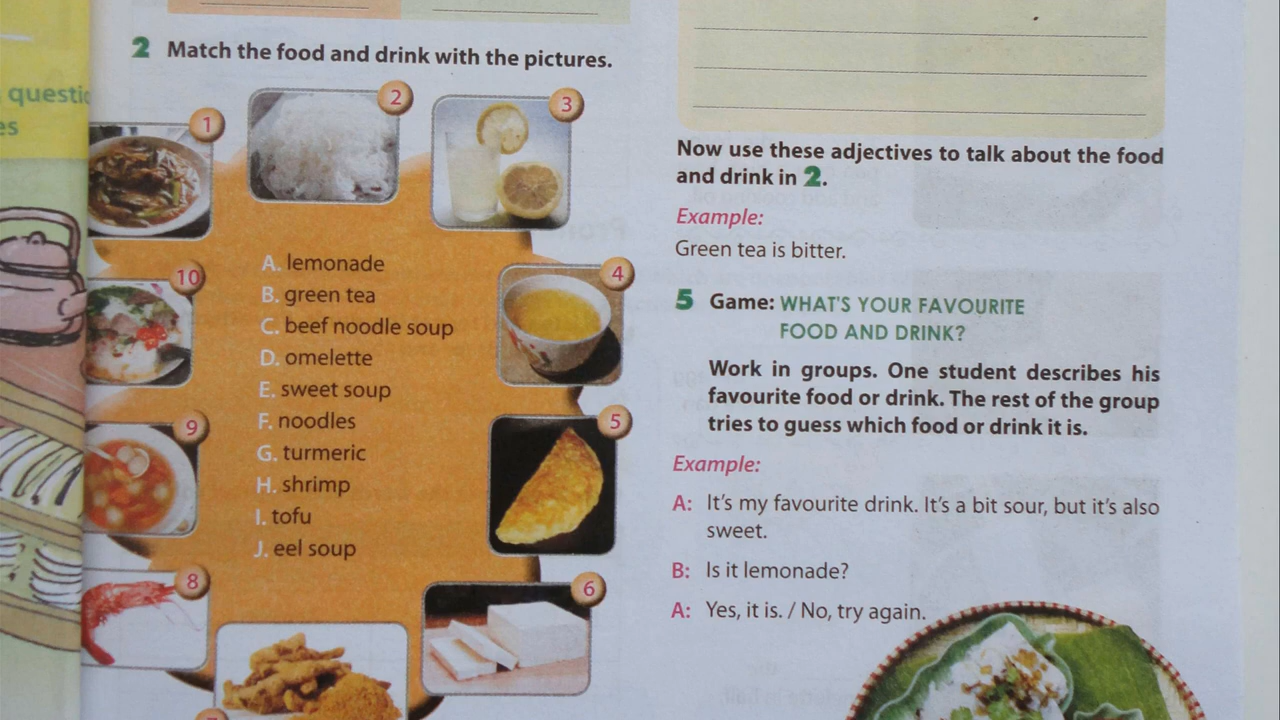 questio
es
2 Match the food and drink with the pictures.
1
2
3
4
5
6
8
9
10
A. lemonade
B. green tea
C. beef noodle soup
D. omelette
E. sweet soup
F. noodles
G. turmeric
H. shrimp
I. tofu
J. eel soup
Now use these adjectives to talk about the food
and drink in 2.
Example:
Green tea is bitter.
5 Game: WHAT'S YOUR FAVOURITE
FOOD AND DRINK?
Work in groups. One student describes his
favourite food or drink. The rest of the group
tries to guess which food or drink it is.
Example:
A: It's my favourite drink. It's a bit sour, but it's also
sweet.
B: Is it lemonade?
A: Yes, it is. / No, try again.